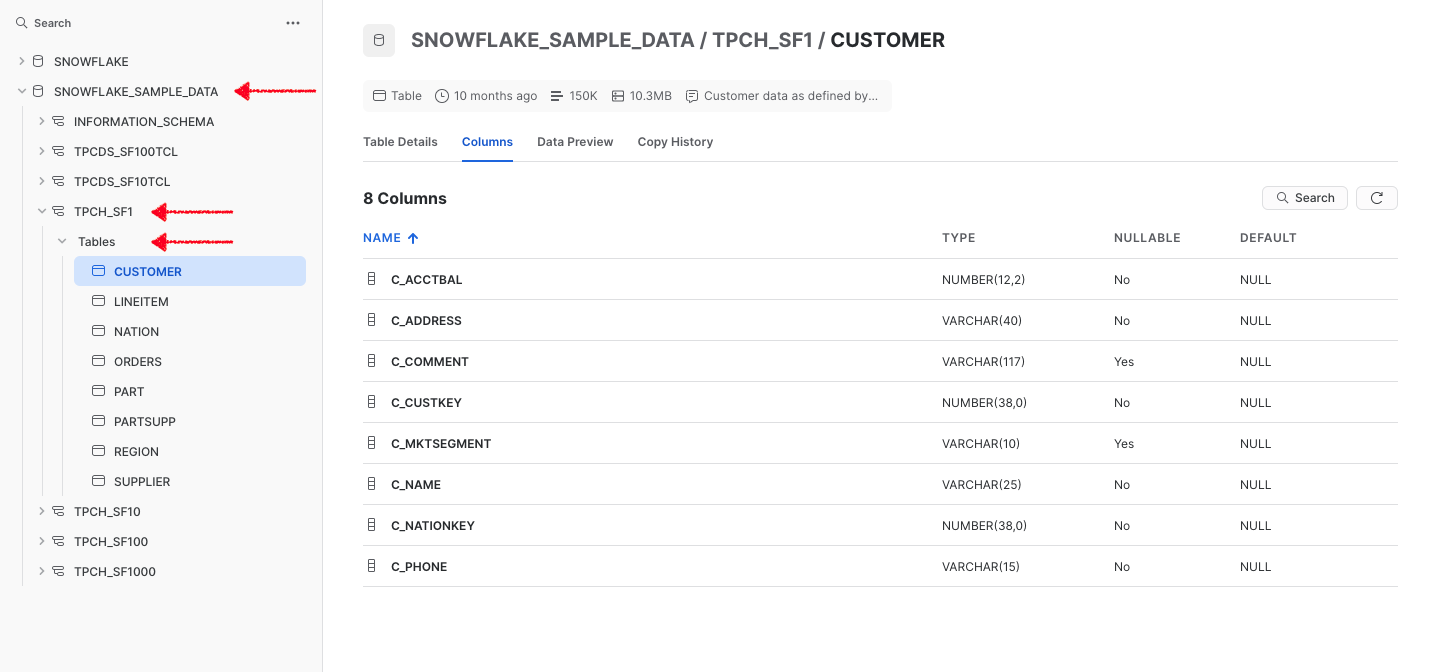 Search
SNOWFLAKE
SNOWFLAKE_SAMPLE_DATA
INFORMATION_SCHEMA
TPCDS_SF100TCL
TPCDS_SF10TCL
TPCH_SF1
Tables
CUSTOMER
LINEITEM
NATION
ORDERS
PART
PARTSUPP
REGION
SUPPLIER
TPCH_SF10
TPCH_SF100
TPCH_SF1000
SNOWFLAKE_SAMPLE_DATA / TPCH_SF1 / CUSTOMER
Table 10 months ago 150K 10.3MB Customer data as defined by...
Table Details Columns Data Preview Copy History
8 Columns Search
NAME TYPE NULLABLE DEFAULT
C_ACCTBAL NUMBER(12,2) No NULL
C_ADDRESS VARCHAR(40) No NULL
C_COMMENT VARCHAR(117) Yes NULL
C_CUSTKEY NUMBER(38,0) No NULL
C_MKTSEGMENT VARCHAR(10) Yes NULL
C_NAME VARCHAR(25) No NULL
C_NATIONKEY NUMBER(38,0) No NULL
C_PHONE VARCHAR(15) No NULL